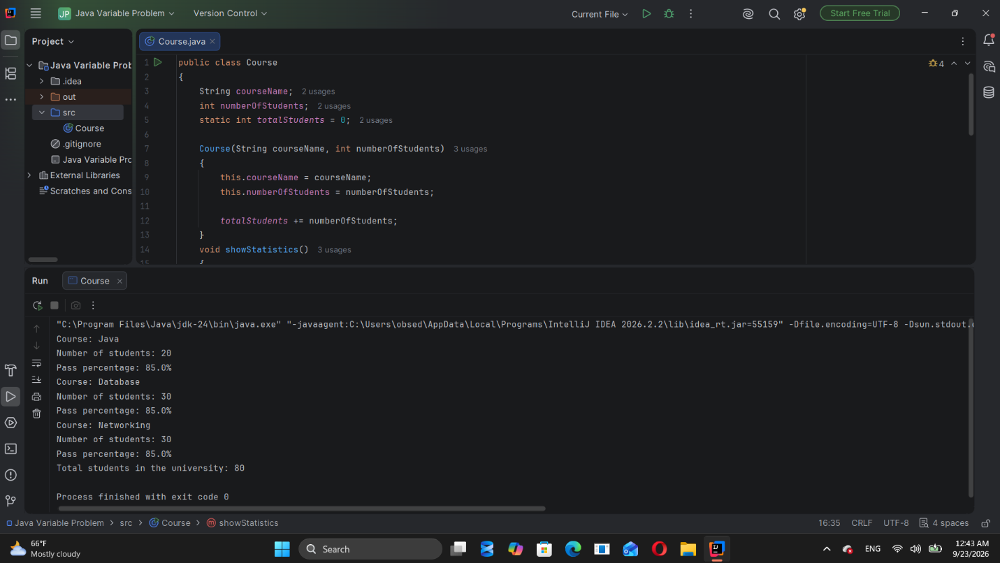 JP Java Variable Problem Version Control Current File Start Free Trial
Project
Course.java
Java Variable Prob
.idea
out
src
Course
.gitignore
Java Variable Pro
External Libraries
Scratches and Cons
4
1 public class Course
2 {
3 String courseName; 2 usages
4 int numberOfStudents; 2 usages
5 static int totalStudents = 0; 2 usages
6
7 Course(String courseName, int numberOfStudents) 3 usages
8 {
9 this.courseName = courseName;
10 this.numberOfStudents = numberOfStudents;
11
12 totalStudents += numberOfStudents;
13 }
14 void showStatistics() 3 usages
15 {
Run Course
"C:\Program Files\Java\jdk-24\bin\java.exe" "-javaagent:C:\Users\obsed\AppData\Local\Programs\IntelliJ IDEA 2026.2.2\lib\idea_rt.jar=55159" -Dfile.encoding=UTF-8 -Dsun.stdout.e
Course: Java
Number of students: 20
Pass percentage: 85.0%
Course: Database
Number of students: 30
Pass percentage: 85.0%
Course: Networking
Number of students: 30
Pass percentage: 85.0%
Total students in the university: 80
Process finished with exit code 0
Java Variable Problem > src > Course > showStatistics 16:35 CRLF UTF-8 4 spaces
66°F
Mostly cloudy
Search
ENG
12:43 AM
9/23/2026